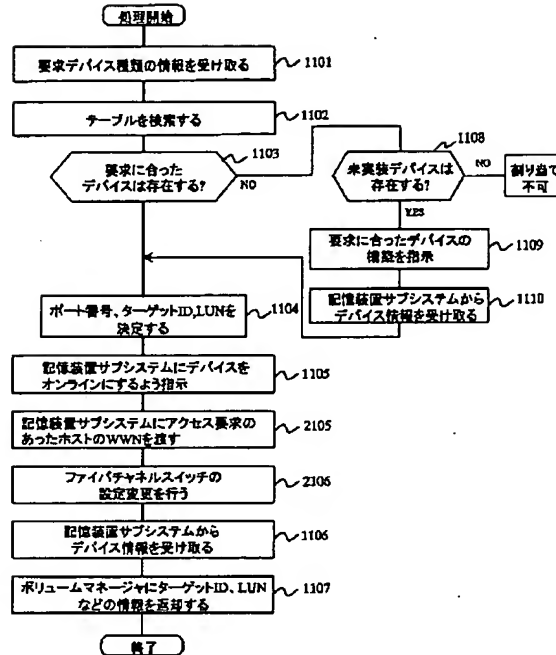 処理開始
要求デバイス種類の情報を受け取る
1101
テーブルを検索する
1102
要求に合った
デバイスは存在する?
1103
NO
未実装デバイスは
存在する?
1108
NO
割り当て
不可
YES
要求に合ったデバイスの
構築を指示
1109
記憶装置サブシステムから
デバイス情報を受け取る
1110
ポート番号、ターゲットID,LUNを
決定する
1104
記憶装置サブシステムにデバイスを
オンラインにするよう指示
1105
記憶装置サブシステムにアクセス要求の
あったホストのWWNを渡す
2105
ファイバチャネルスイッチの
設定変更を行う
2106
記憶装置サブシステムから
デバイス情報を受け取る
1106
ボリュームマネージャにターゲットID、LUN
などの情報を返却する
1107
終了